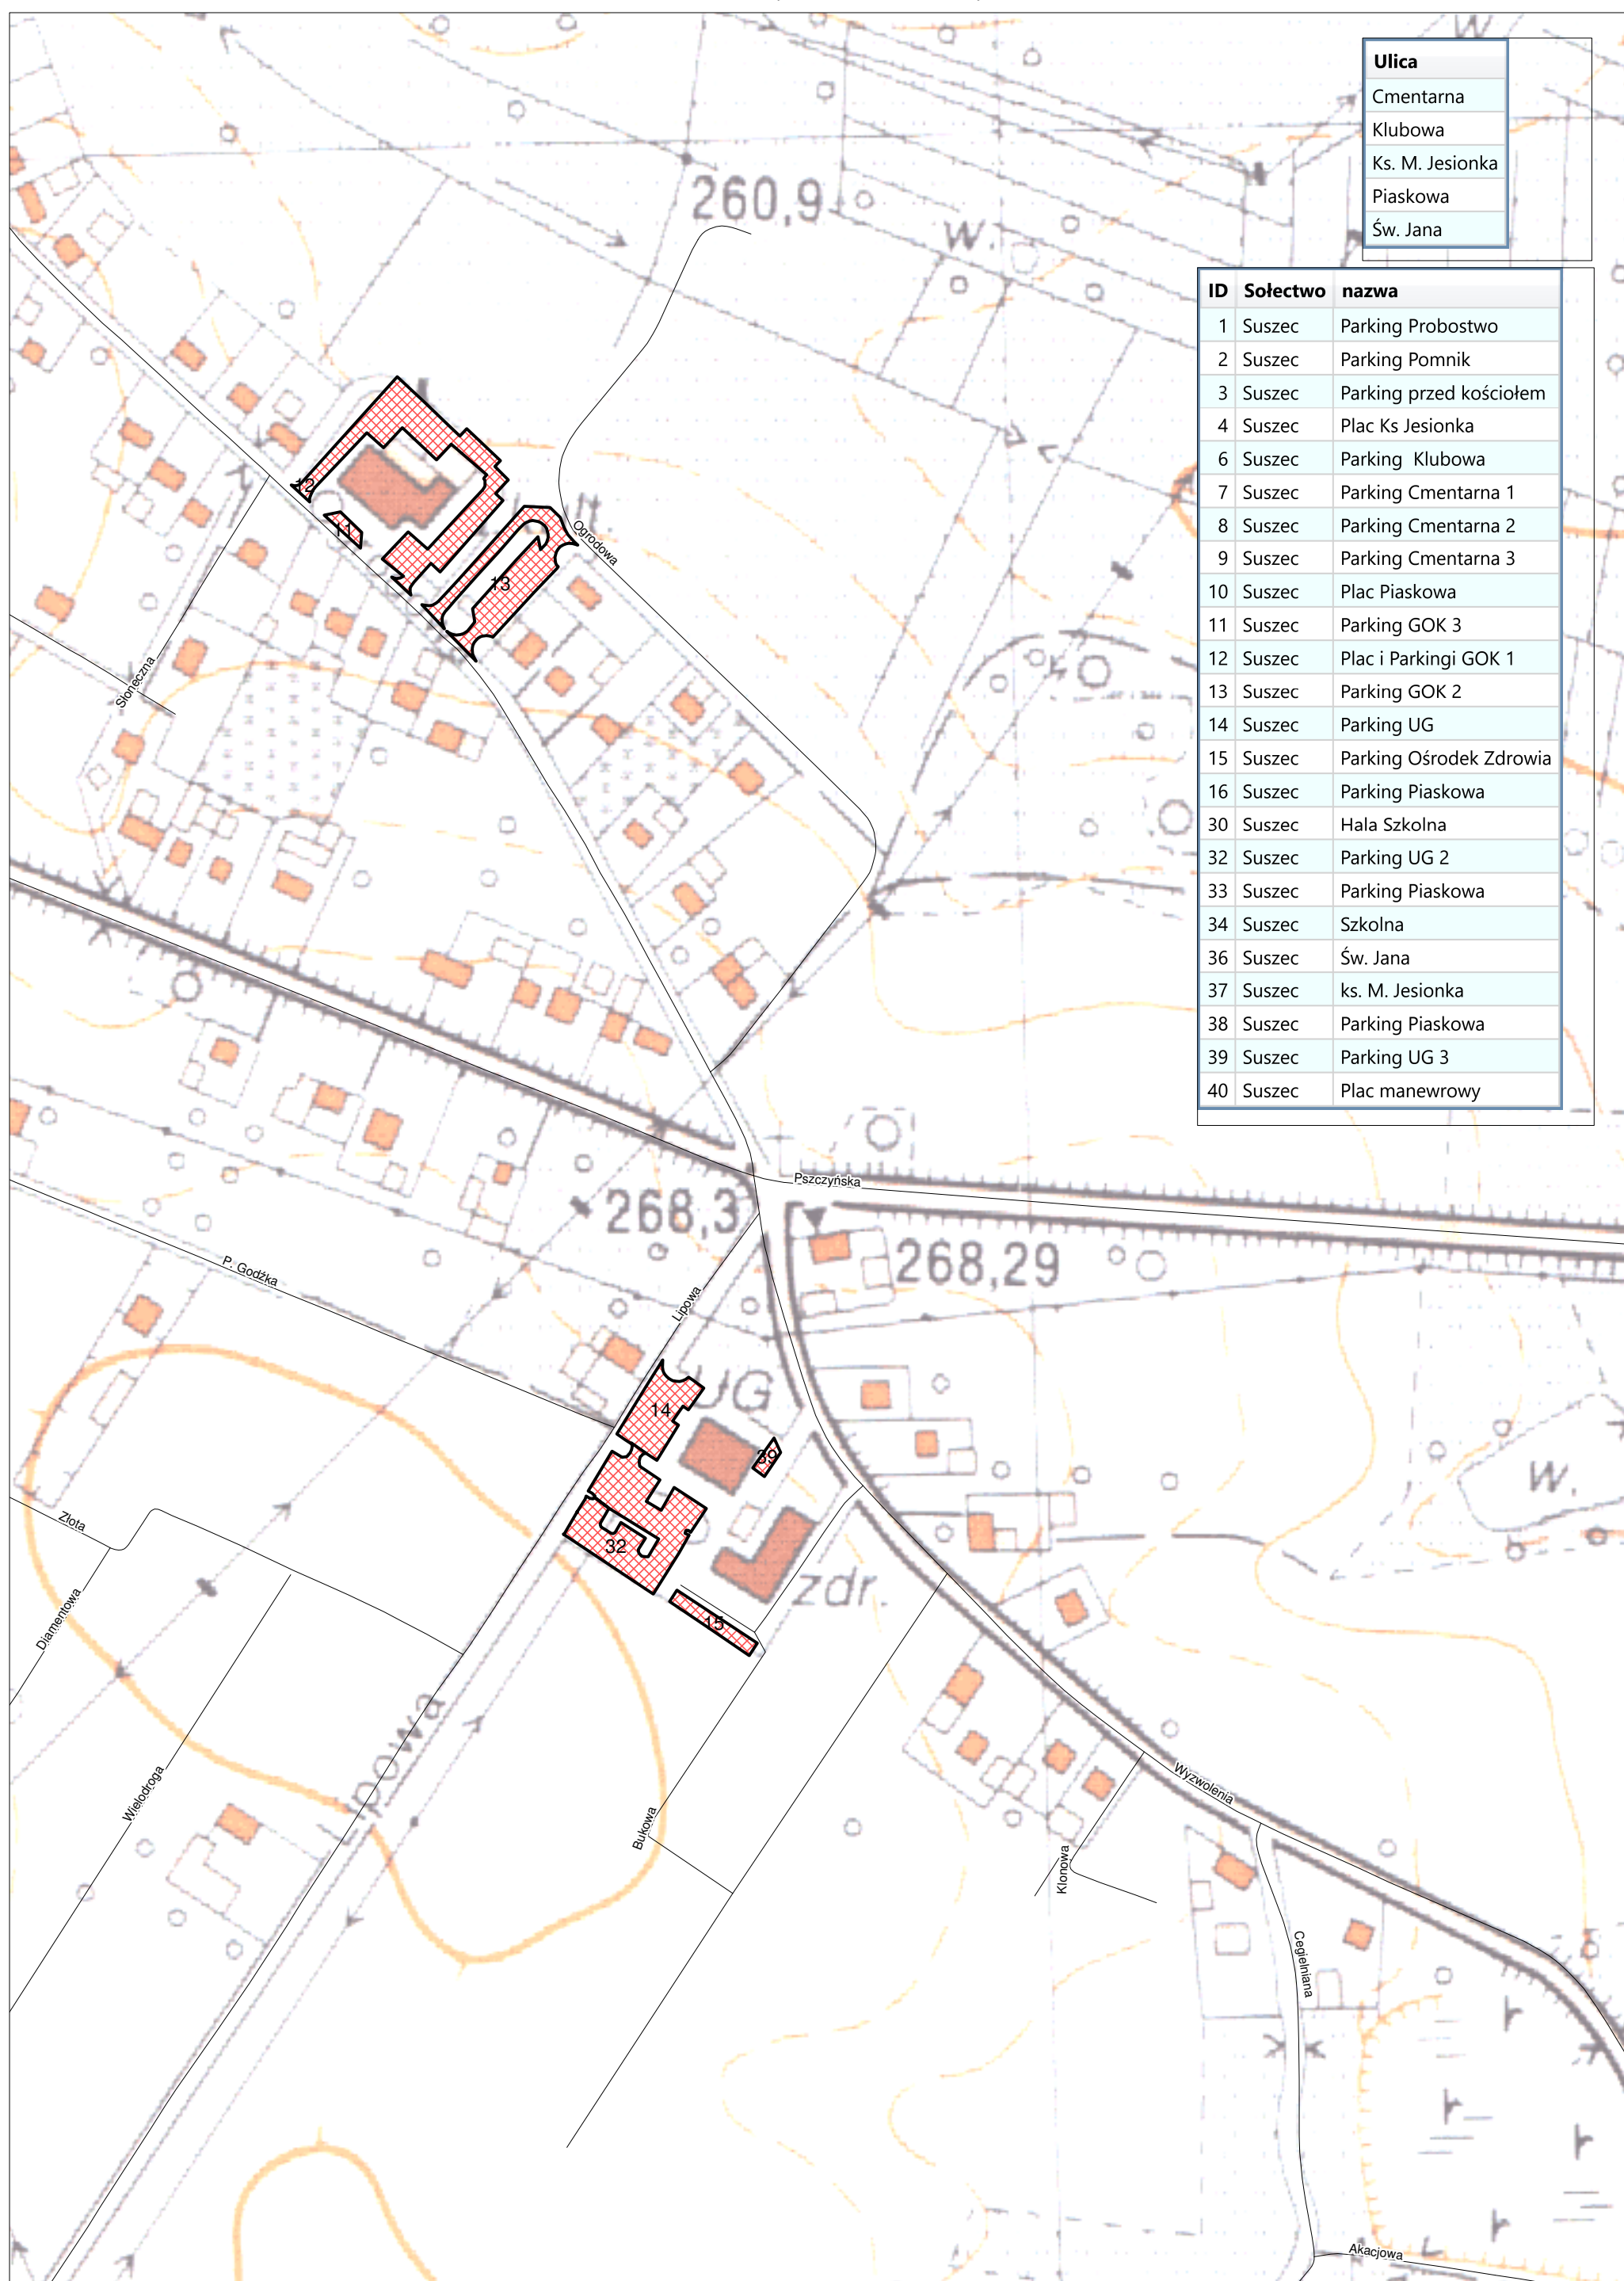 W.
Ulica
Cmentarna
Klubowa
Ks. M. Jesionka
Piaskowa
Św. Jana
260,9
W.
ID Sołectwo nazwa
1 Suszec Parking Probostwo
2 Suszec Parking Pomnik
3 Suszec Parking przed kościołem
4 Suszec Plac Ks Jesionka
6 Suszec Parking  Klubowa
7 Suszec Parking Cmentarna 1
8 Suszec Parking Cmentarna 2
9 Suszec Parking Cmentarna 3
10 Suszec Plac Piaskowa
11 Suszec Parking GOK 3
12 Suszec Plac i Parkingi GOK 1
13 Suszec Parking GOK 2
14 Suszec Parking UG
15 Suszec Parking Ośrodek Zdrowia
16 Suszec Parking Piaskowa
30 Suszec Hala Szkolna
32 Suszec Parking UG 2
33 Suszec Parking Piaskowa
34 Suszec Szkolna
36 Suszec Św. Jana
37 Suszec ks. M. Jesionka
38 Suszec Parking Piaskowa
39 Suszec Parking UG 3
40 Suszec Plac manewrowy
12
11
13
Ogrodowa
Słoneczna
Pszczyńska
268,3
268,29
P. Godźka
Lipowa
UG
14
39
W.
Złota
32
zdr.
Diamentowa
15
Lipowa
Wielodroga
Wyzwolenia
Bukowa
Klonowa
Cegielniana
Akacjowa